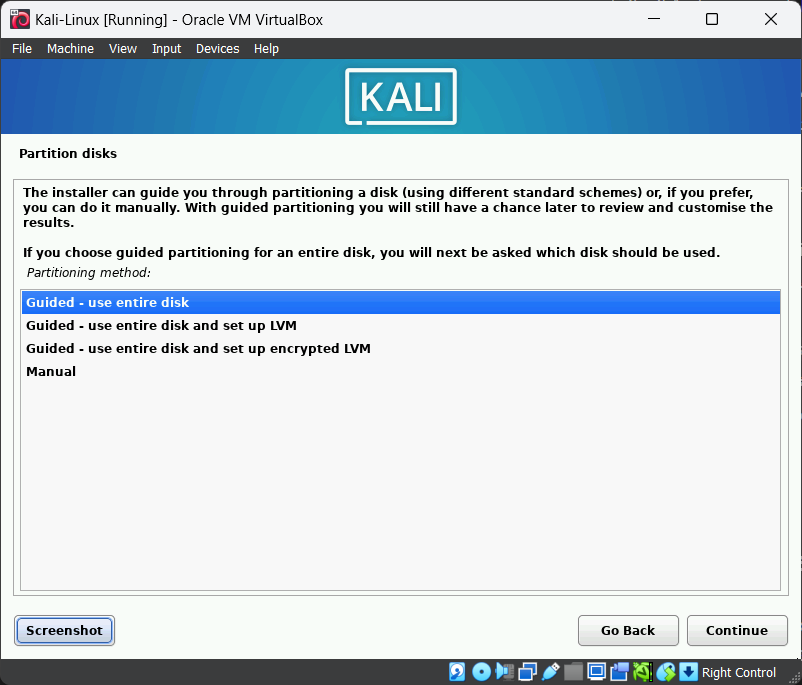 Kali-Linux [Running] - Oracle VM VirtualBox
File Machine View Input Devices Help
KALI
Partition disks
The installer can guide you through partitioning a disk (using different standard schemes) or, if you prefer,
you can do it manually. With guided partitioning you will still have a chance later to review and customise the
results.
If you choose guided partitioning for an entire disk, you will next be asked which disk should be used.
Partitioning method:
Guided - use entire disk
Guided - use entire disk and set up LVM
Guided - use entire disk and set up encrypted LVM
Manual
Screenshot Go Back Continue
Right Control